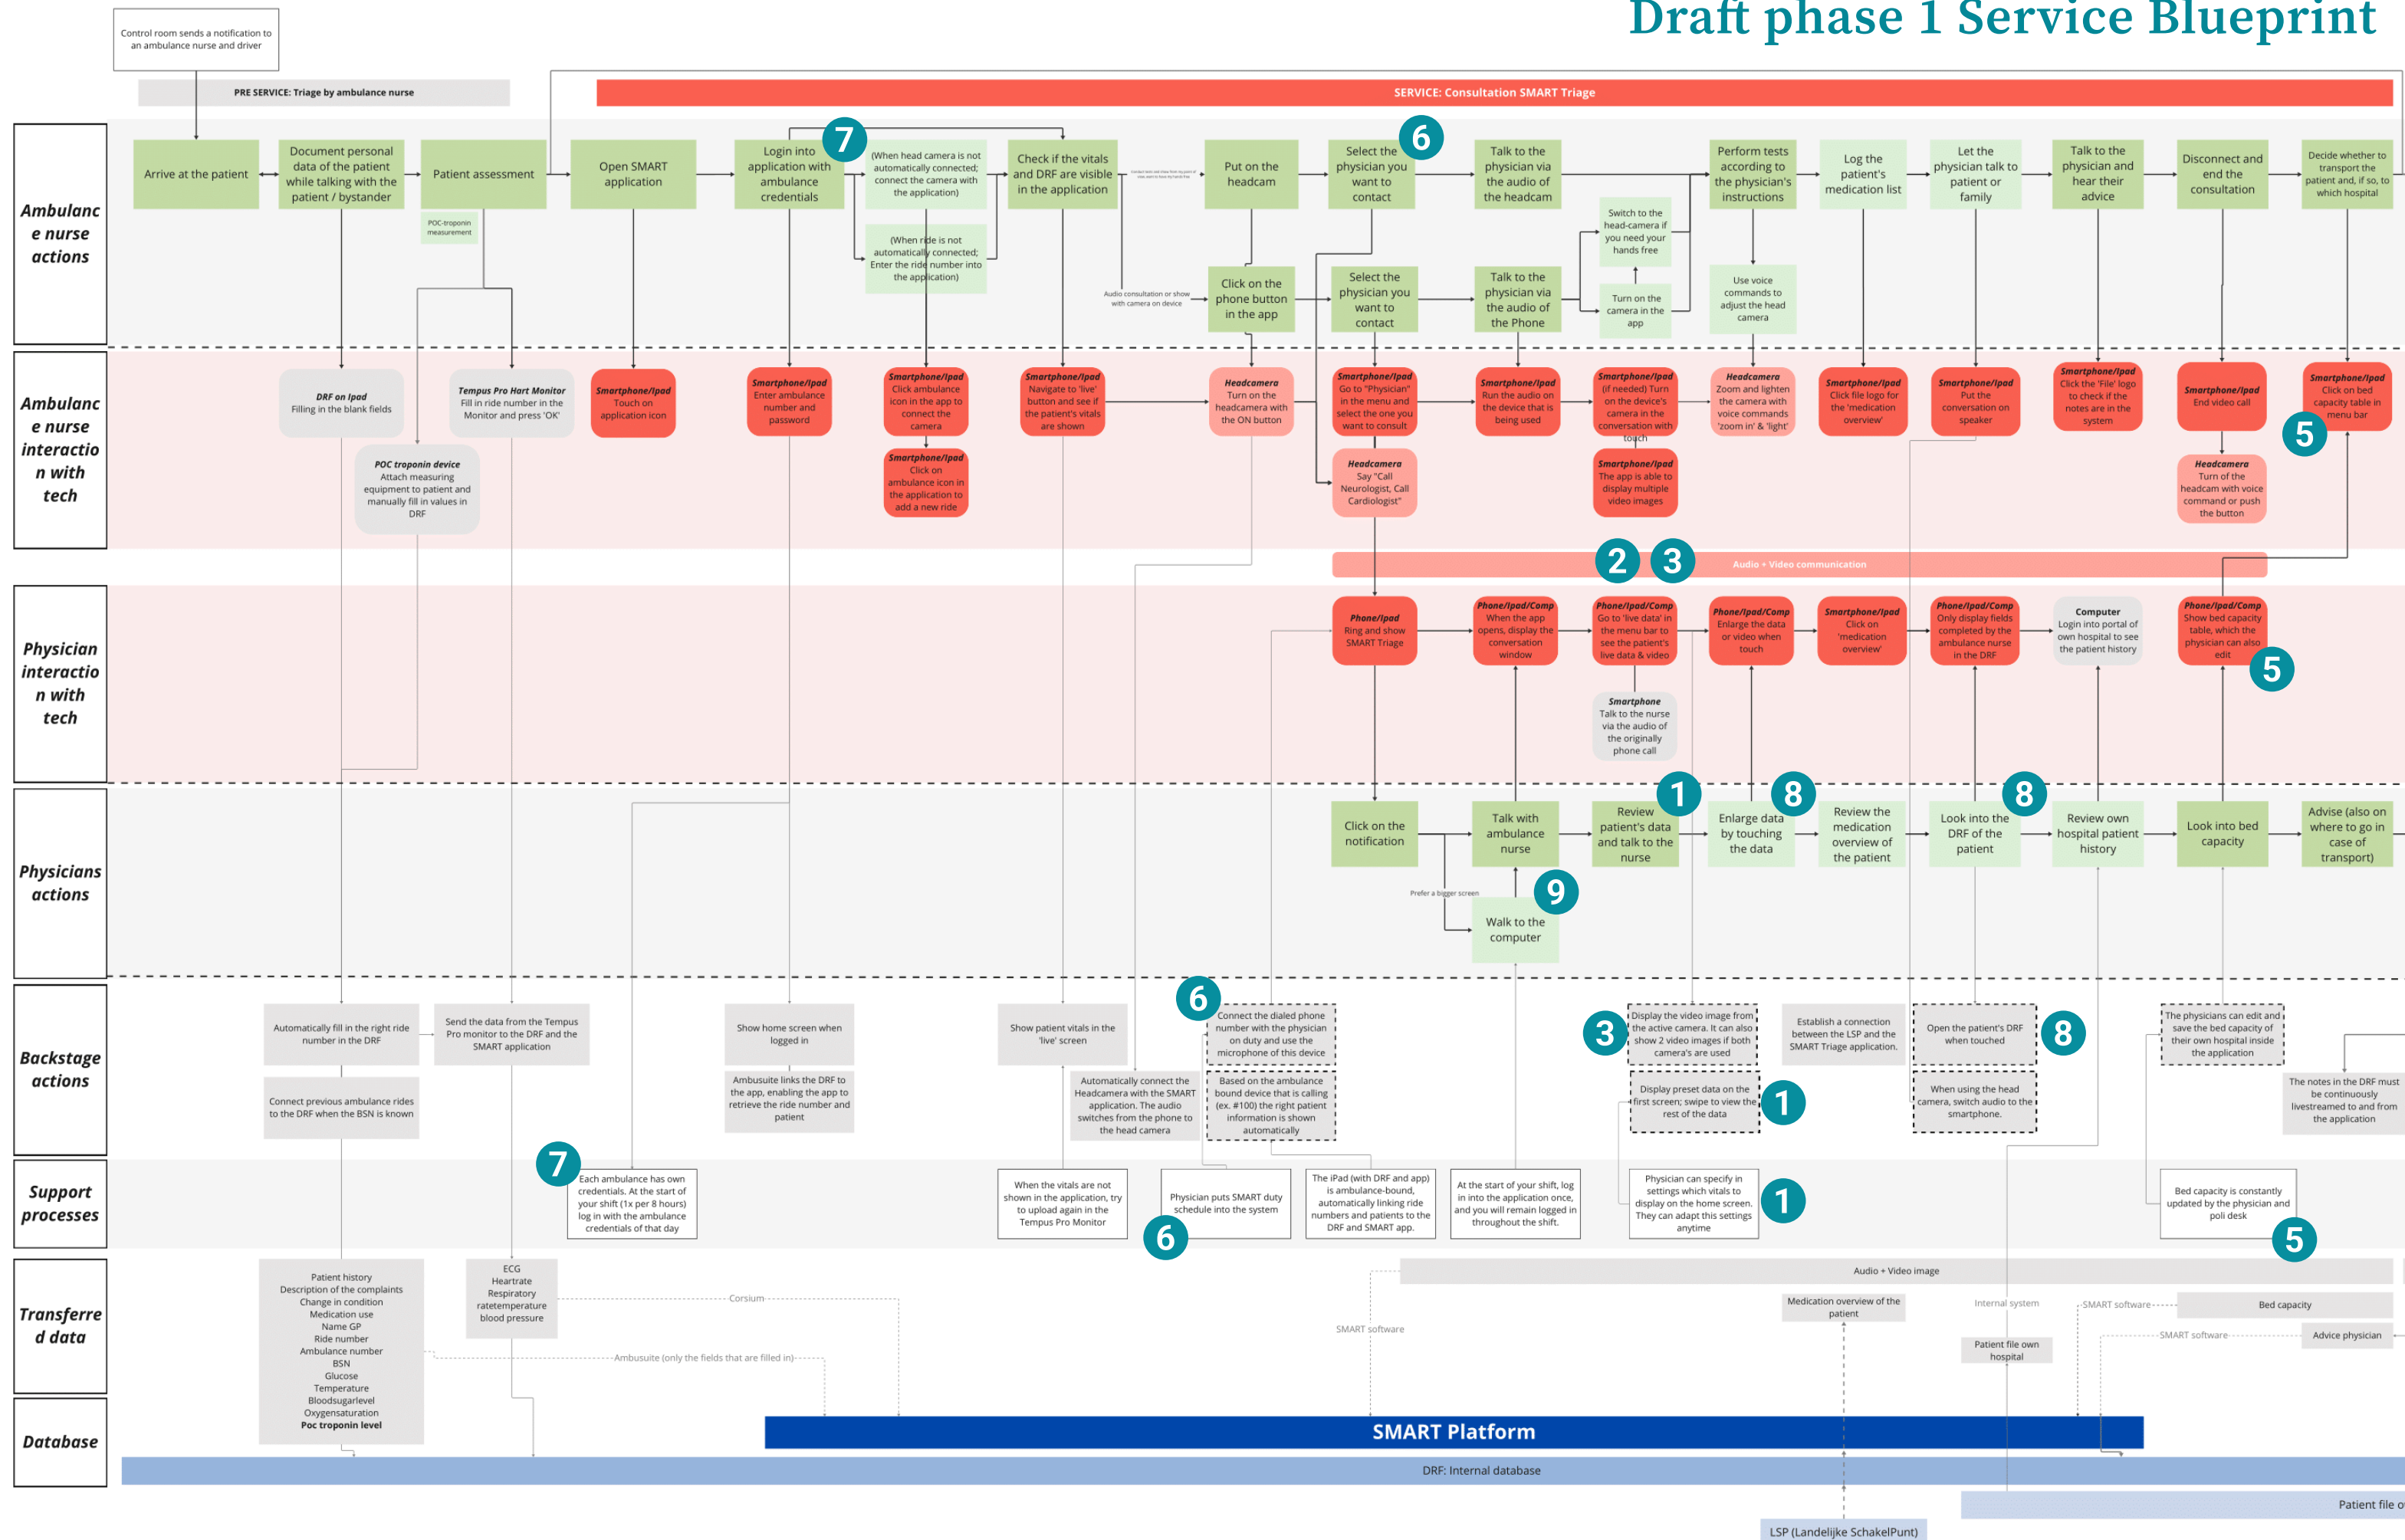 Draft phase 1 Service Blueprint
Control room sends a notification to
an ambulance nurse and driver
PRE SERVICE: Triage by ambulance nurse
SERVICE: Consultation SMART Triage
Ambulanc
e nurse
actions
Arrive at the patient
Document personal
data of the patient
while talking with the
patient / bystander
Patient assessment
POC-troponin
measurement
Open SMART
application
Login into
application with
ambulance
credentials
7
(When head camera is not
automatically connected;
connect the camera with
the application)
(When ride is not
automatically connected;
Enter the ride number into
the application)
Check if the vitals
and DRF are visible
in the application
Audio consultation or show
with camera on device
Put on the
headcam
Click on the
phone button
in the app
Select the
physician you
want to
contact
6
Select the
physician you
want to
contact
Talk to the
physician via
the audio of
the headcam
Talk to the
physician via
the audio of
the Phone
Switch to the
head-camera if
you need your
hands free
Turn on the
camera in the
app
Perform tests
according to
the physician's
instructions
Use voice
commands to
adjust the head
camera
Log the
patient's
medication list
Let the
physician talk to
patient or
family
Talk to the
physician and
hear their
advice
Disconnect and
end the
consultation
Decide whether to
transport the
patient and, if so, to
which hospital
Ambulanc
e nurse
interactio
n with
tech
DRF on Ipad
Filling in the blank fields
POC troponin device
Attach measuring
equipment to patient and
manually fill in values in
DRF
Tempus Pro Hart Monitor
Fill in ride number in the
Monitor and press 'OK'
Smartphone/Ipad
Touch on
application icon
Smartphone/Ipad
Enter ambulance
number and
password
Smartphone/Ipad
Click ambulance
icon in the app to
connect the
camera
Smartphone/Ipad
Click on
ambulance icon in
the application to
add a new ride
Smartphone/Ipad
Navigate to 'live'
button and see if
the patient's vitals
are shown
Headcamera
Turn on the
headcamera with
the ON button
Smartphone/Ipad
Go to "Physician"
in the menu and
select the one you
want to consult
Headcamera
Say "Call
Neurologist, Call
Cardiologist"
Smartphone/Ipad
Run the audio on
the device that is
being used
Smartphone/Ipad
(if needed) Turn
on the device's
camera in the
conversation with
touch
Smartphone/Ipad
The app is able to
display multiple
video images
Headcamera
Zoom and lighten
the camera with
voice commands
'zoom in' & 'light'
Smartphone/Ipad
Click file logo for
the 'medication
overview'
Smartphone/Ipad
Put the
conversation on
speaker
Smartphone/Ipad
Click the 'File' logo
to check if the
notes are in the
system
Smartphone/Ipad
End video call
Headcamera
Turn of the
headcam with voice
command or push
the button
Smartphone/Ipad
Click on bed
capacity table in
menu bar
5
2
3
Audio + Video communication
Physician
interactio
n with
tech
Phone/Ipad
Ring and show
SMART Triage
Phone/Ipad/Comp
When the app
opens, display the
conversation
window
Phone/Ipad/Comp
Go to 'live data' in
the menu bar to
see the patient's
live data & video
Smartphone
Talk to the nurse
via the audio of
the originally
phone call
Phone/Ipad/Comp
Enlarge the data
or video when
touch
Smartphone/Ipad
Click on
'medication
overview'
Phone/Ipad/Comp
Only display fields
completed by the
ambulance nurse
in the DRF
Computer
Login into portal of
own hospital to see
the patient history
Phone/Ipad/Comp
Show bed capacity
table, which the
physician can also
edit
5
Physicians
actions
Click on the
notification
Prefer a bigger screen
Talk with
ambulance
nurse
9
Walk to the
computer
Review
patient's data
and talk to the
nurse
1
Enlarge data
by touching
the data
8
Review the
medication
overview of
the patient
Look into the
DRF of the
patient
8
Review own
hospital patient
history
Look into bed
capacity
Advise (also on
where to go in
case of
transport)
Backstage
actions
Automatically fill in the right ride
number in the DRF
Connect previous ambulance rides
to the DRF when the BSN is known
Send the data from the Tempus
Pro monitor to the DRF and the
SMART application
Show home screen when
logged in
Ambusuite links the DRF to
the app, enabling the app to
retrieve the ride number and
patient
Show patient vitals in the
'live' screen
Automatically connect the
Headcamera with the SMART
application. The audio
switches from the phone to
the head camera
6
Connect the dialed phone
number with the physician
on duty and use the
microphone of this device
Based on the ambulance
bound device that is calling
(ex. #100) the right patient
information is shown
automatically
3
Display the video image from
the active camera. It can also
show 2 video images if both
camera's are used
Display preset data on the
first screen; swipe to view the
rest of the data
1
Establish a connection
between the LSP and the
SMART Triage application.
Open the patient's DRF
when touched
8
When using the head
camera, switch audio to the
smartphone.
The physicians can edit and
save the bed capacity of
their own hospital inside
the application
The notes in the DRF must
be continuously
livestreamed to and from
the application
Support
processes
7
Each ambulance has own
credentials. At the start of
your shift (1x per 8 hours)
log in with the ambulance
credentials of that day
When the vitals are not
shown in the application, try
to upload again in the
Tempus Pro Monitor
Physician puts SMART duty
schedule into the system
6
The iPad (with DRF and app)
is ambulance-bound,
automatically linking ride
numbers and patients to the
DRF and SMART app.
At the start of your shift, log
in into the application once,
and you will remain logged in
throughout the shift.
Physician can specify in
settings which vitals to
display on the home screen.
They can adapt this settings
anytime
1
Bed capacity is constantly
updated by the physician and
poli desk
5
Transferre
d data
Patient history
Description of the complaints
Change in condition
Medication use
Name GP
Ride number
Ambulance number
BSN
Glucose
Temperature
Bloodsugarlevel
Oxygensaturation
Poc troponin level
ECG
Heartrate
Respiratory
ratetemperature
blood pressure
Corsium
Ambusuite (only the fields that are filled in)
Audio + Video image
SMART software
Medication overview of the
patient
Internal system
Patient file own
hospital
SMART software
Bed capacity
SMART software
Advice physician
Database
SMART Platform
DRF: Internal database
Patient file o
LSP (Landelijke SchakelPunt)